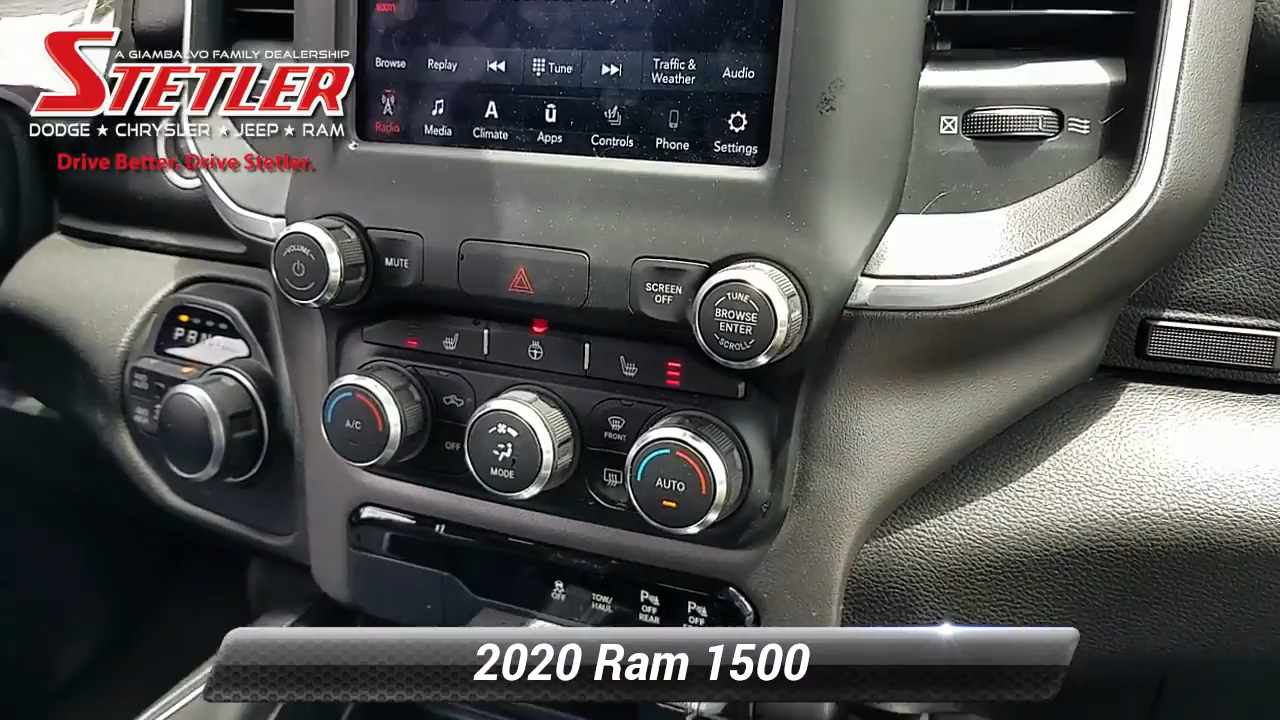 A GIAMBALVO FAMILY DEALERSHIP
STETLER
DODGE ★ CHRYSLER ★ JEEP ★ RAM
Drive Better. Drive Stetler.
Browse Replay Tune Traffic & Weather Audio
Radio Media Climate Apps Controls Phone Settings
VOLUME
MUTE
SCREEN OFF
TUNE
BROWSE
ENTER
SCROLL
P R N
A/C
OFF
MODE
FRONT
AUTO
OFF
TOW/HAUL
OFF REAR
OFF
2020 Ram 1500